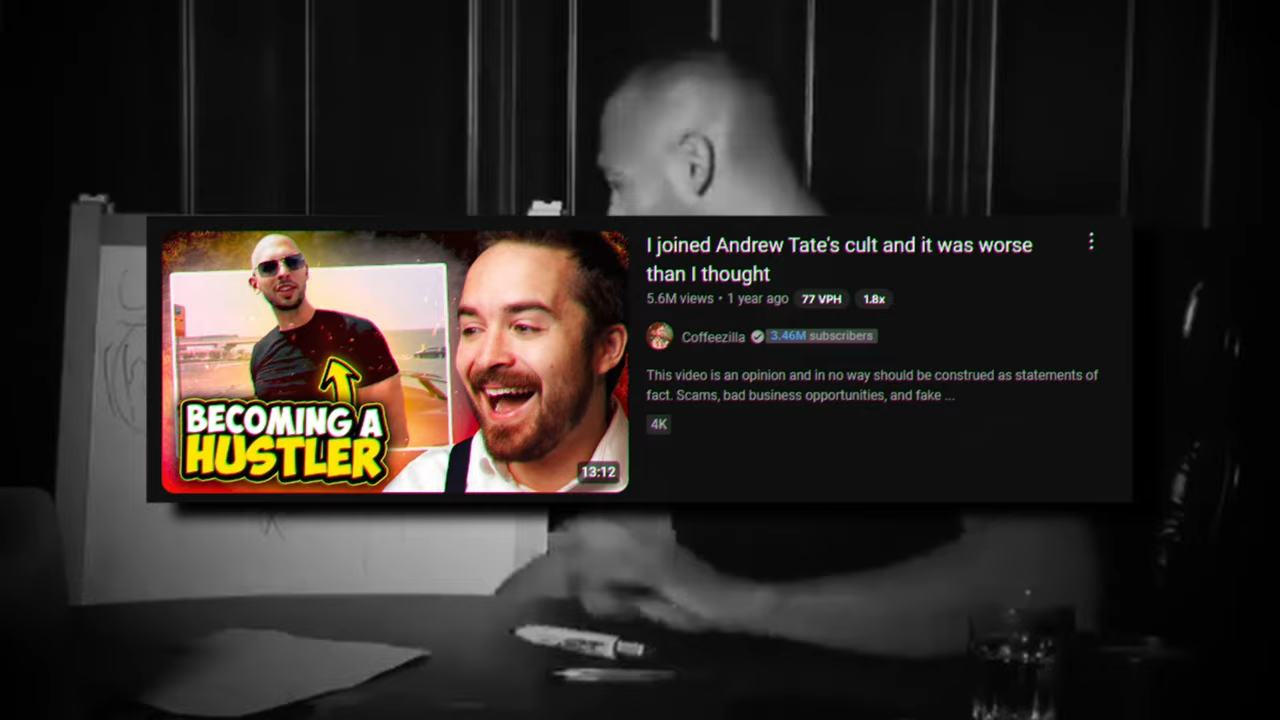 BECOMING A
HUSTLER
13:12
I joined Andrew Tate's cult and it was worse
than I thought
5.6M views • 1 year ago 77 VPH 1.8x
Coffeezilla 3.46M subscribers
This video is an opinion and in no way should be construed as statements of
fact. Scams, bad business opportunities, and fake ...
4K